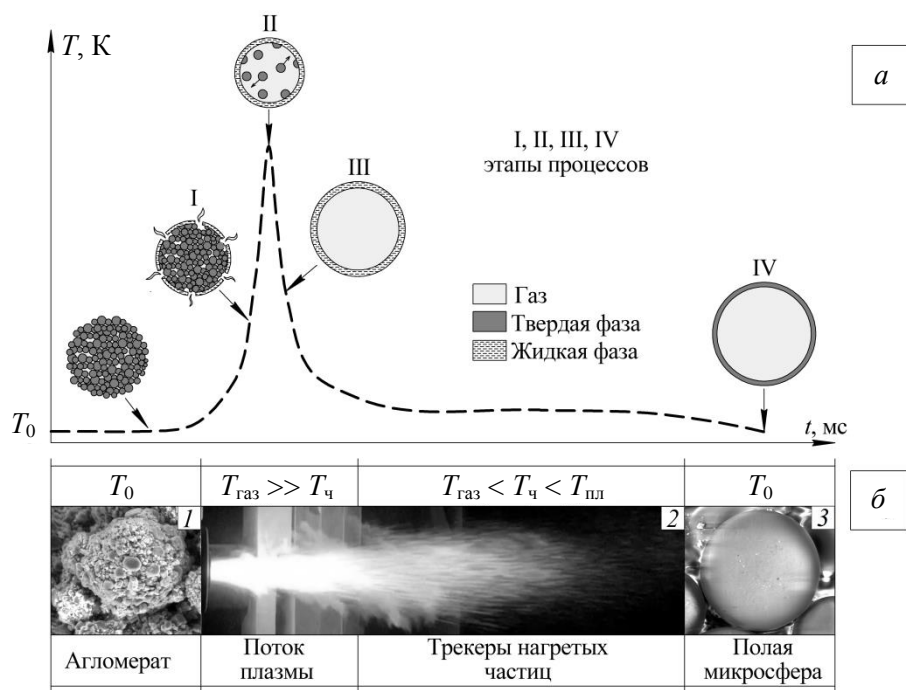 T, К
II
а
I, II, III, IV
этапы процессов
III
I
IV
Газ
Твердая фаза
Жидкая фаза
T₀
t, мс
T₀
Tгаз >> Tч
Tгаз < Tч < Tпл
T₀
б
1
2
3
Агломерат
Поток
плазмы
Трекеры нагретых
частиц
Полая
микросфера